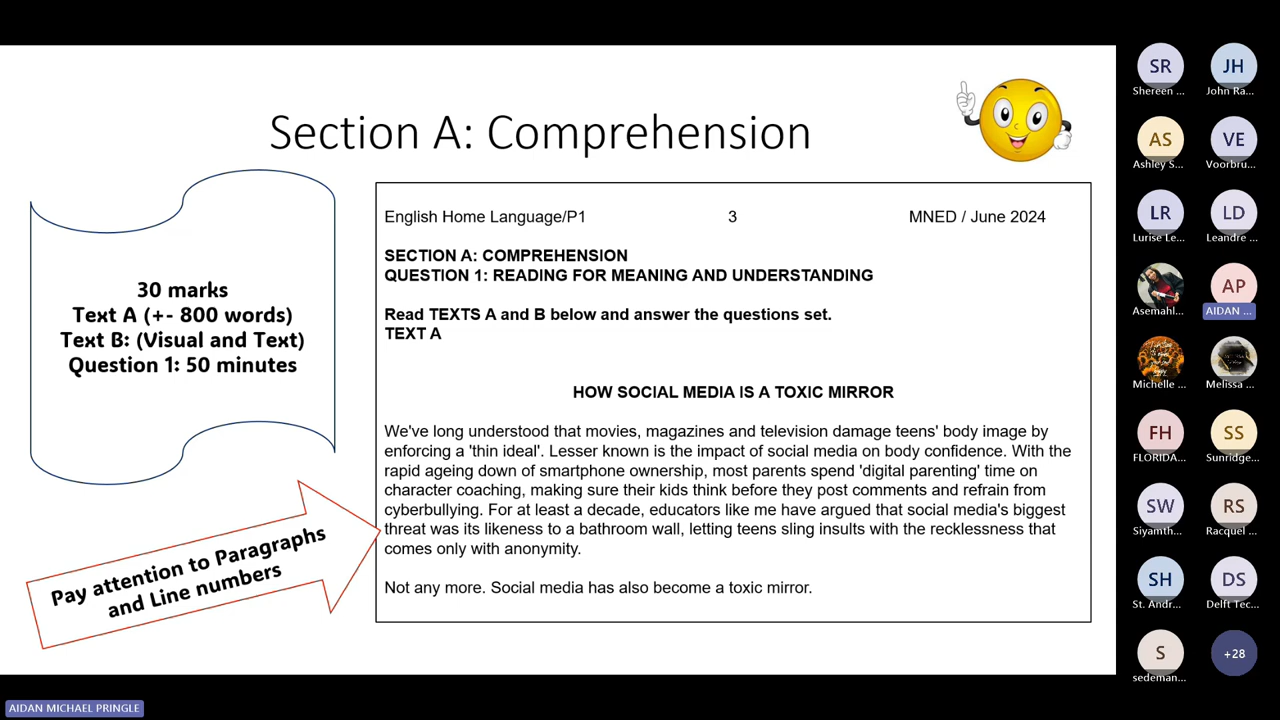 Section A: Comprehension
30 marks
Text A (+- 800 words)
Text B: (Visual and Text)
Question 1: 50 minutes
Pay attention to Paragraphs
and Line numbers
English Home Language/P1 3 MNED / June 2024
SECTION A: COMPREHENSION
QUESTION 1: READING FOR MEANING AND UNDERSTANDING
Read TEXTS A and B below and answer the questions set.
TEXT A
HOW SOCIAL MEDIA IS A TOXIC MIRROR
We've long understood that movies, magazines and television damage teens' body image by
enforcing a 'thin ideal'. Lesser known is the impact of social media on body confidence. With the
rapid ageing down of smartphone ownership, most parents spend 'digital parenting' time on
character coaching, making sure their kids think before they post comments and refrain from
cyberbullying. For at least a decade, educators like me have argued that social media's biggest
threat was its likeness to a bathroom wall, letting teens sling insults with the recklessness that
comes only with anonymity.
Not any more. Social media has also become a toxic mirror.
SR JH
Shereen ... John Ra...
AS VE
Ashley S... Voorbru...
LR LD
Lurise Le... Leandre ...
AP
Asemahl... AIDAN ...
Michelle ... Melissa ...
FH SS
FLORIDA... Sunridge...
SW RS
Siyamth... Racquel ...
SH DS
St. Andr... Delft Tec...
S +28
sedeman...
AIDAN MICHAEL PRINGLE